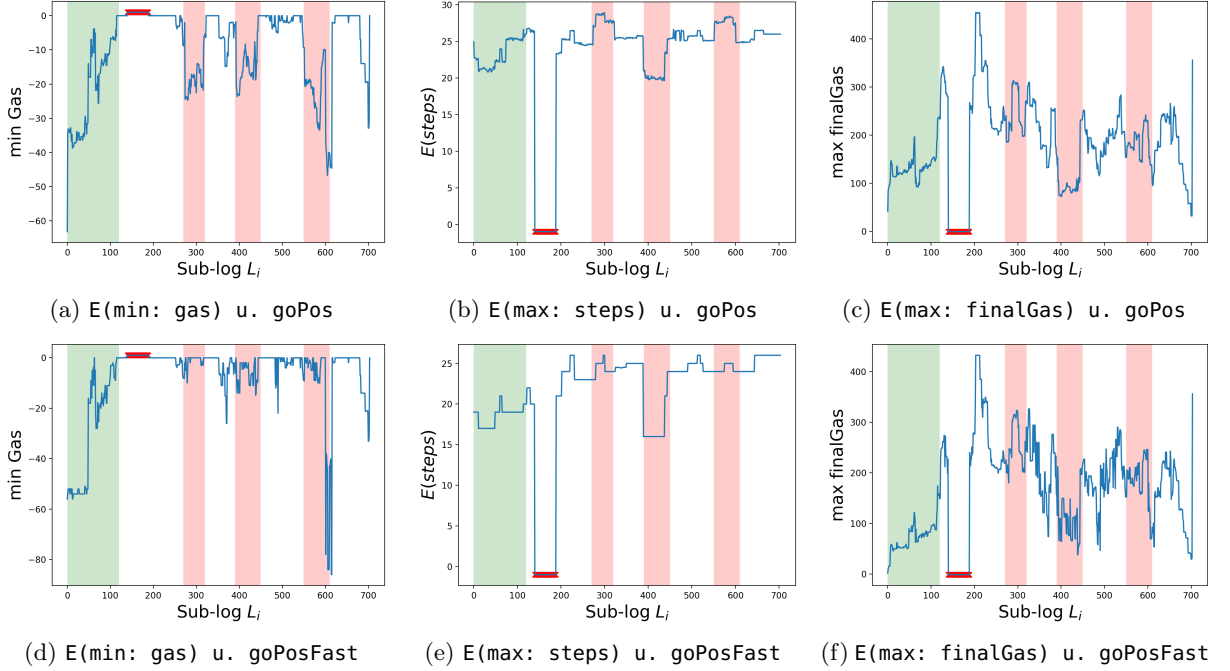 0
−10
−20
−30
−40
−50
−60
min Gas
0 100 200 300 400 500 600 700
Sub-log L_i
(a) E(min: gas) u. goPos
30
25
20
15
10
5
0
E(steps)
0 100 200 300 400 500 600 700
Sub-log L_i
(b) E(max: steps) u. goPos
400
300
200
100
0
max finalGas
0 100 200 300 400 500 600 700
Sub-log L_i
(c) E(max: finalGas) u. goPos
0
−20
−40
−60
−80
min Gas
0 100 200 300 400 500 600 700
Sub-log L_i
(d) E(min: gas) u. goPosFast
25
20
15
10
5
0
E(steps)
0 100 200 300 400 500 600 700
Sub-log L_i
(e) E(max: steps) u. goPosFast
400
300
200
100
0
max finalGas
0 100 200 300 400 500 600 700
Sub-log L_i
(f) E(max: finalGas) u. goPosFast